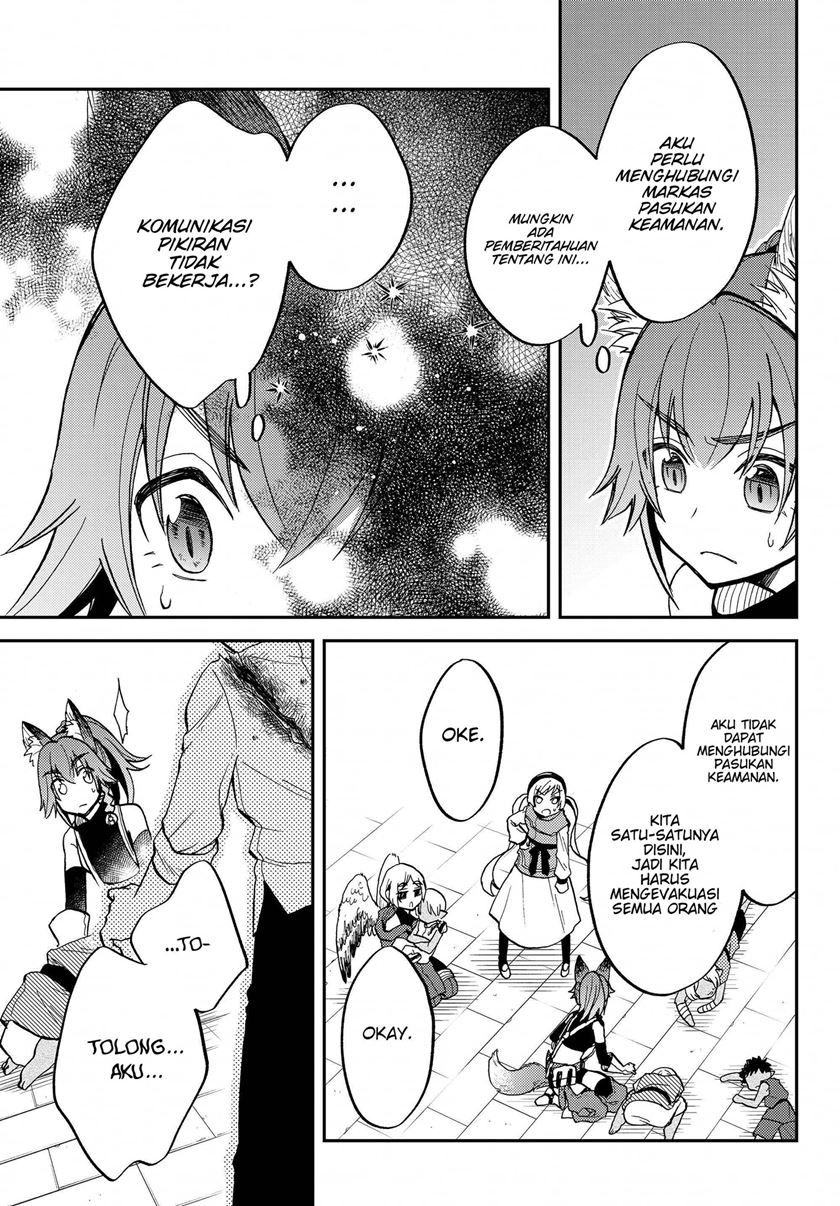 AKU
PERLU
MENGHUBUNGI
MARKAS
PASUKAN
KEAMANAN.
MUNGKIN
ADA
PEMBERITAHUAN
TENTANG INI...
...
...
KOMUNIKASI
PIKIRAN
TIDAK
BEKERJA...?
AKU TIDAK
DAPAT
MENGHUBUNGI
PASUKAN
KEAMANAN.
KITA
SATU-SATUNYA
DISINI,
JADI KITA
HARUS
MENGEVAKUASI
SEMUA ORANG
OKE.
OKAY.
...TO-
TOLONG...
AKU...